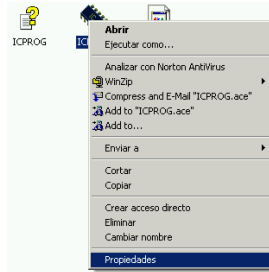 ICPROG
IC
Abrir
Ejecutar como...
Analizar con Norton AntiVirus
WinZip
Compress and E-Mail "ICPROG.ace"
Add to "ICPROG.ace"
Add to...
Enviar a
Cortar
Copiar
Crear acceso directo
Eliminar
Cambiar nombre
Propiedades